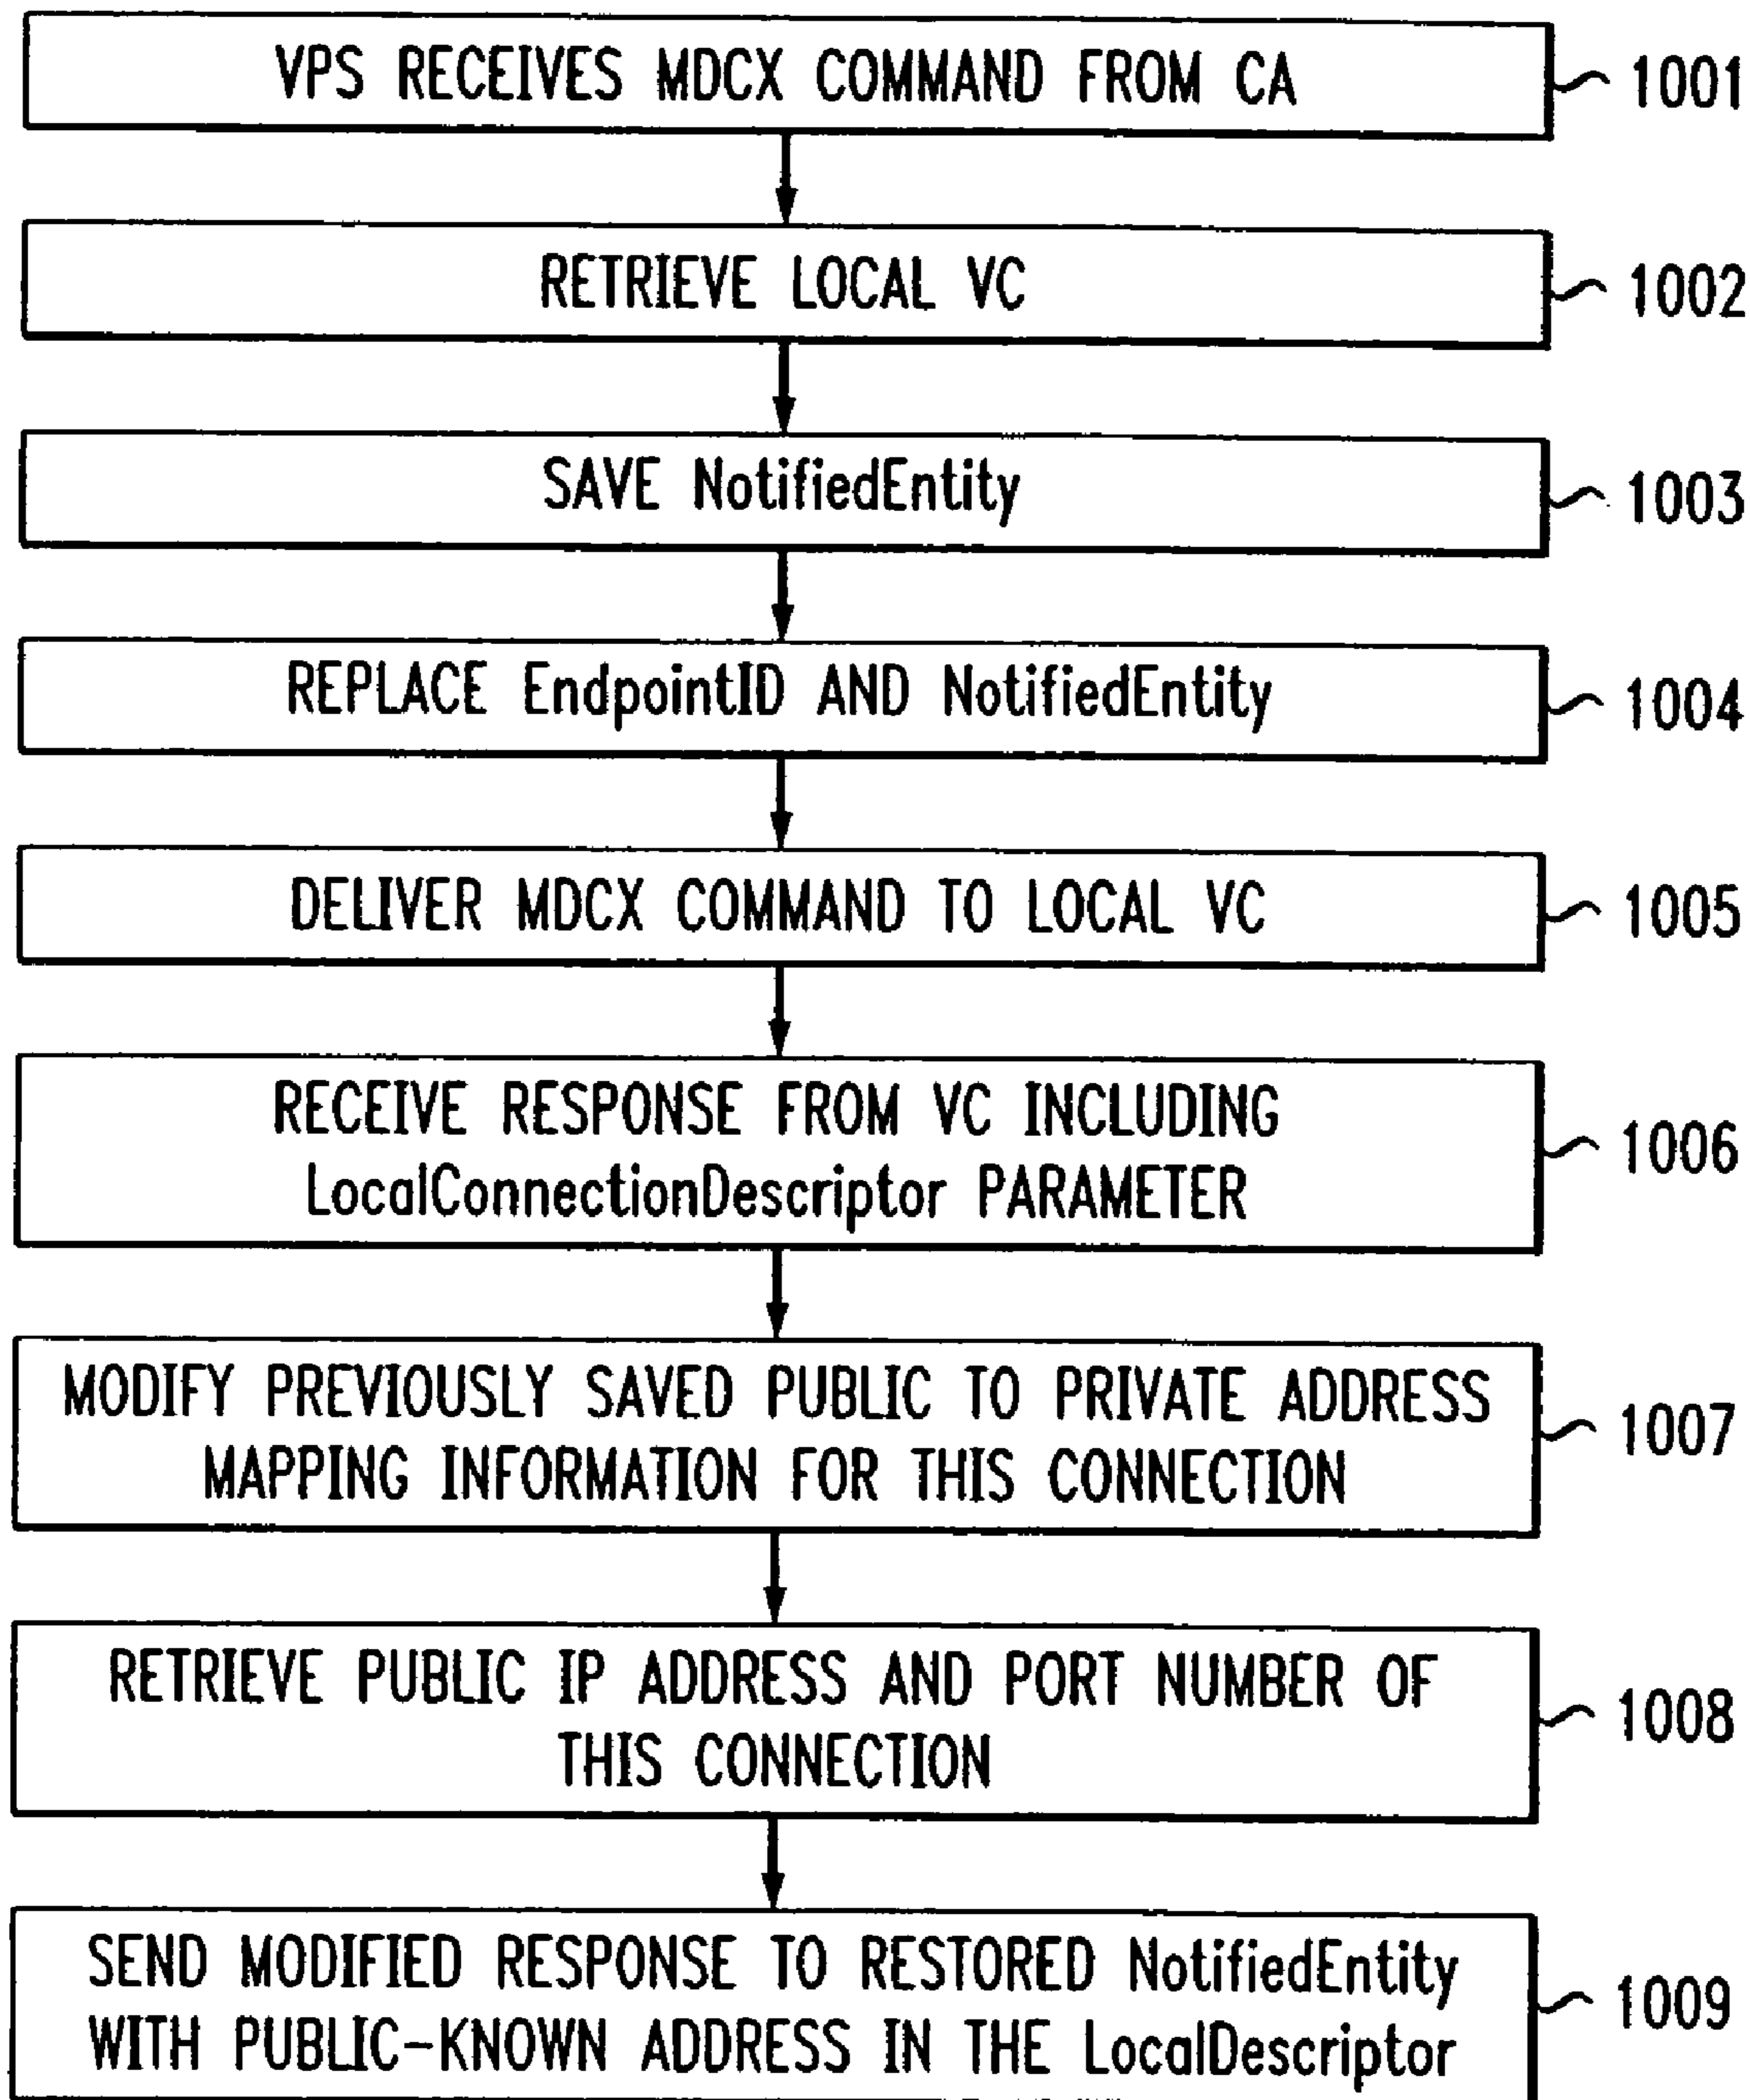 VPS RECEIVES MDCX COMMAND FROM CA
1001
RETRIEVE LOCAL VC
1002
SAVE NotifiedEntity
1003
REPLACE EndpointID AND NotifiedEntity
1004
DELIVER MDCX COMMAND TO LOCAL VC
1005
RECEIVE RESPONSE FROM VC INCLUDING
LocalConnectionDescriptor PARAMETER
1006
MODIFY PREVIOUSLY SAVED PUBLIC TO PRIVATE ADDRESS
MAPPING INFORMATION FOR THIS CONNECTION
1007
RETRIEVE PUBLIC IP ADDRESS AND PORT NUMBER OF
THIS CONNECTION
1008
SEND MODIFIED RESPONSE TO RESTORED NotifiedEntity
WITH PUBLIC-KNOWN ADDRESS IN THE LocalDescriptor
1009